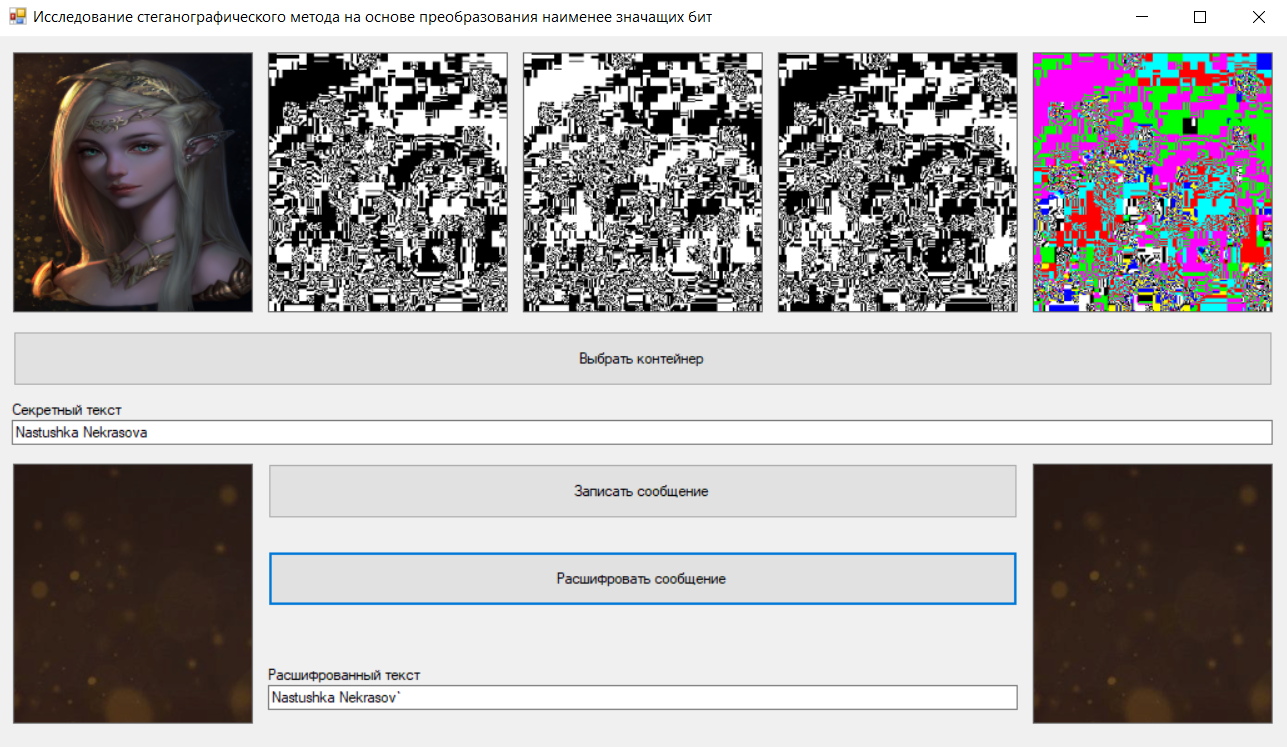 Исследование стеганографического метода на основе преобразования наименее значащих бит
Выбрать контейнер
Секретный текст
Nastushka Nekrasova
Записать сообщение
Расшифровать сообщение
Расшифрованный текст
Nastushka Nekrasov`